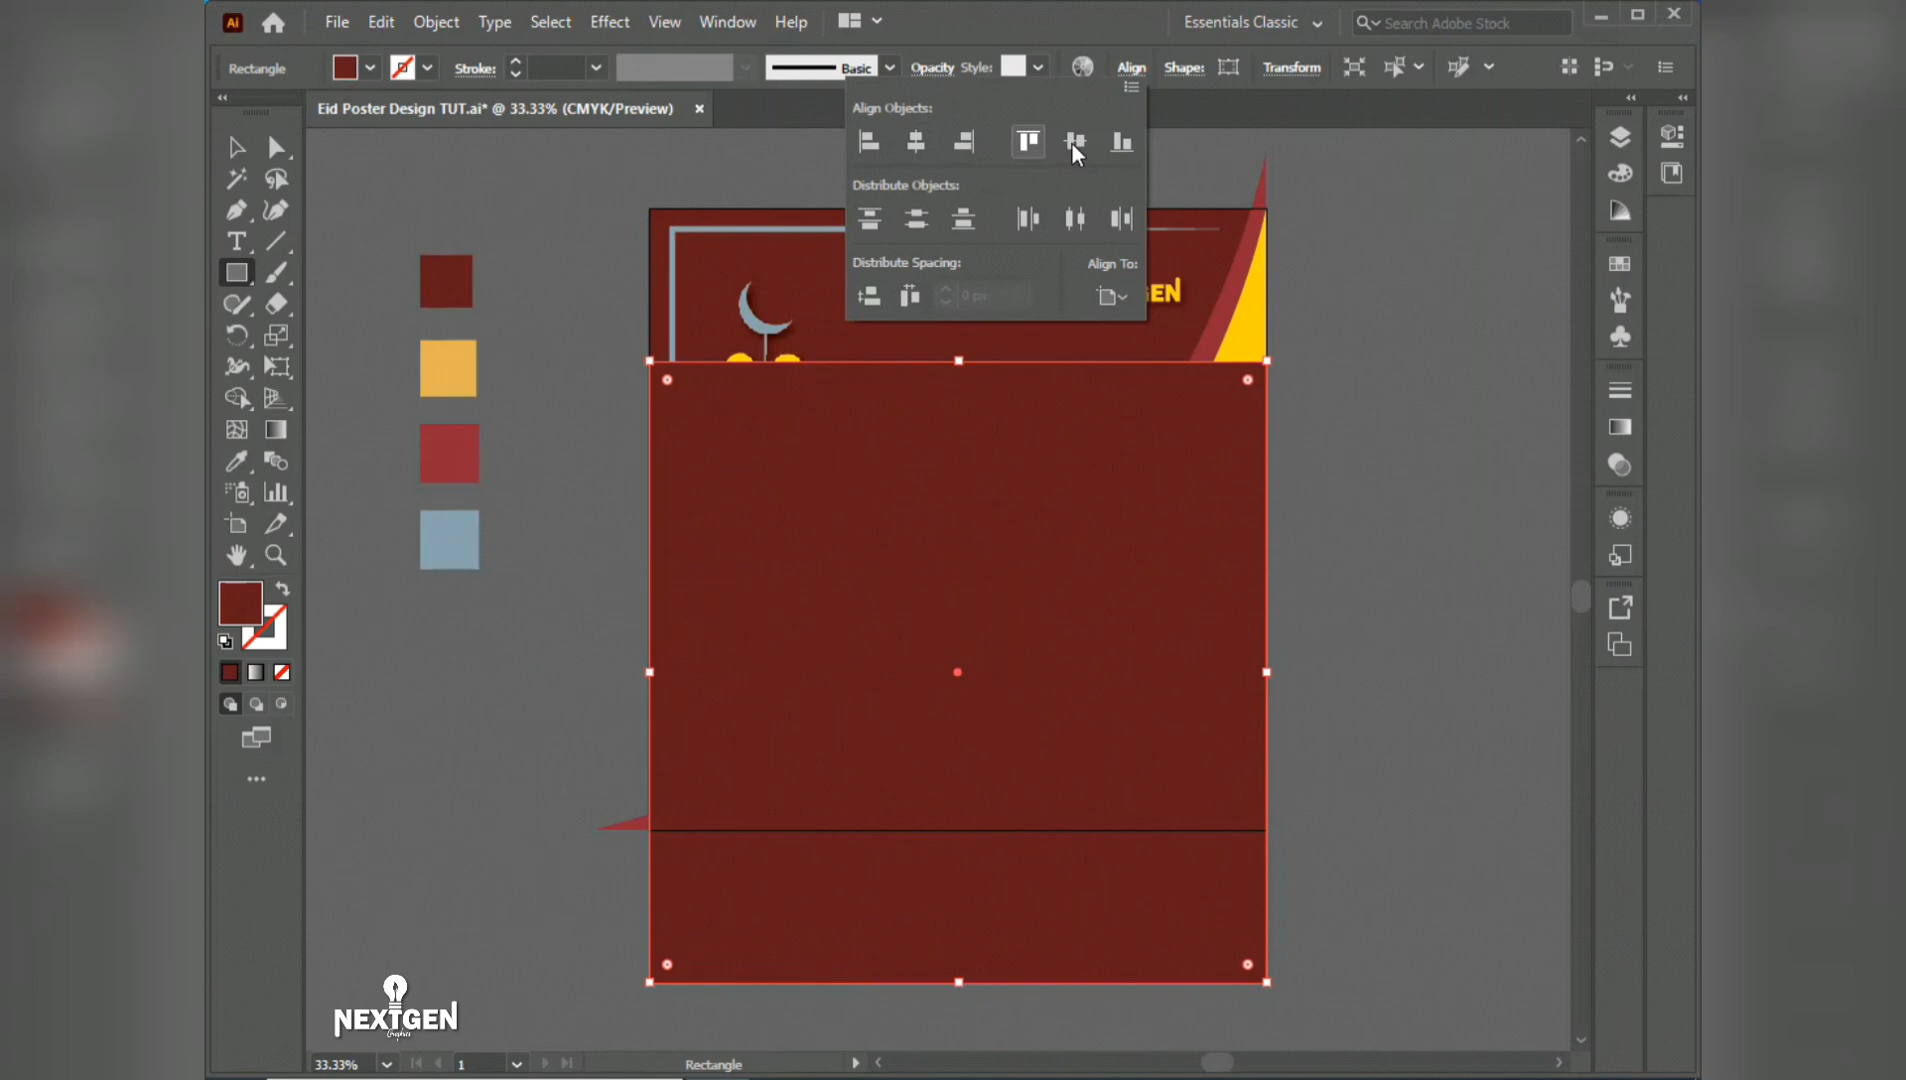 Ai File Edit Object Type Select Effect View Window Help Essentials Classic Search Adobe Stock
Rectangle Stroke: Basic Opacity Style: Align Shape: Transform
Eid Poster Design TUT.ai* @ 33.33% (CMYK/Preview) ×
Align Objects:
Distribute Objects:
Distribute Spacing: Align To:
0 px
GEN
NEXTGEN
Graphics
33.33% 1 Rectangle